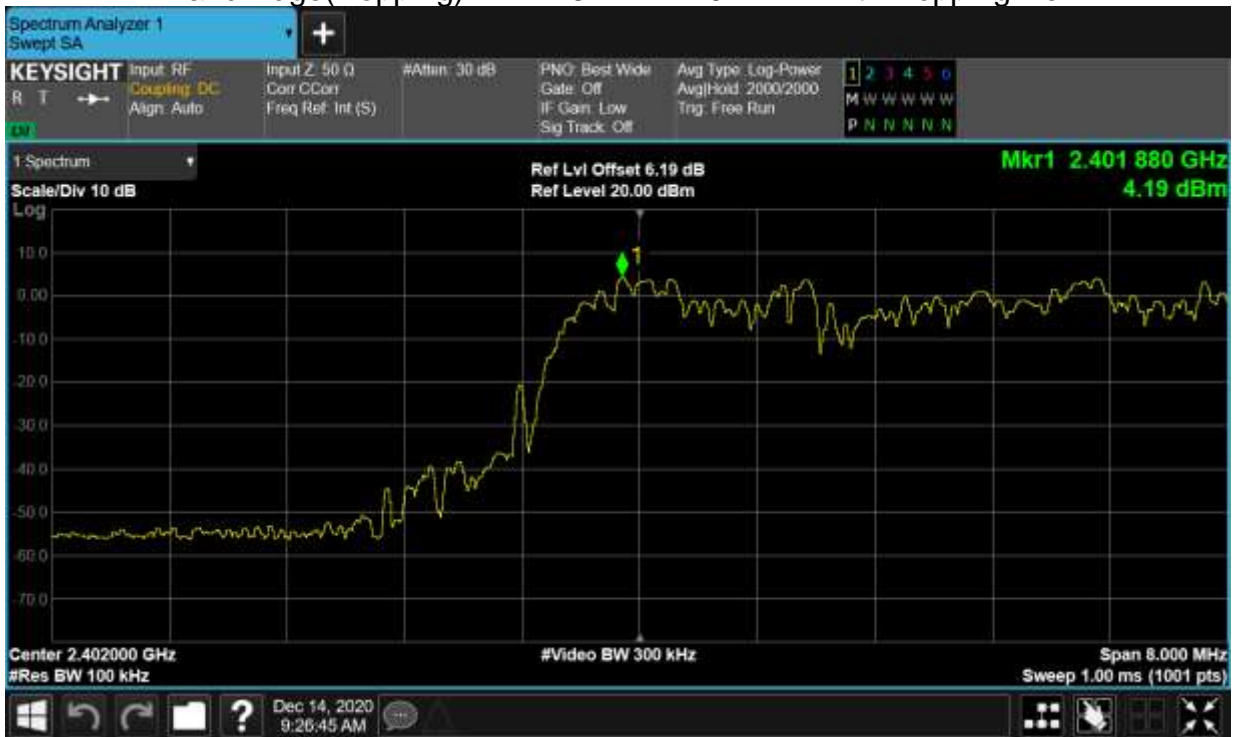 Spectrum Analyzer 1
Swept SA
+
KEYSIGHT
R T
Input: RF
Coupling: DC
Align: Auto
Input Z: 50 Ω
Corr CCorr
Freq Ref: Int (S)
#Atten: 30 dB
PNO: Best Wide
Gate: Off
IF Gain: Low
Sig Track: Off
Avg Type: Log-Power
Avg|Hold: 2000/2000
Trig: Free Run
1 2 3 4 5 6
M W W W W W
P N N N N N
1 Spectrum
Scale/Div 10 dB
Log
Ref Lvl Offset 6.19 dB
Ref Level 20.00 dBm
Mkr1 2.401 880 GHz
4.19 dBm
1
10.0
0.00
-10.0
-20.0
-30.0
-40.0
-50.0
-60.0
-70.0
Center 2.402000 GHz
#Res BW 100 kHz
#Video BW 300 kHz
Span 8.000 MHz
Sweep 1.00 ms (1001 pts)
?
Dec 14, 2020
9:26:45 AM